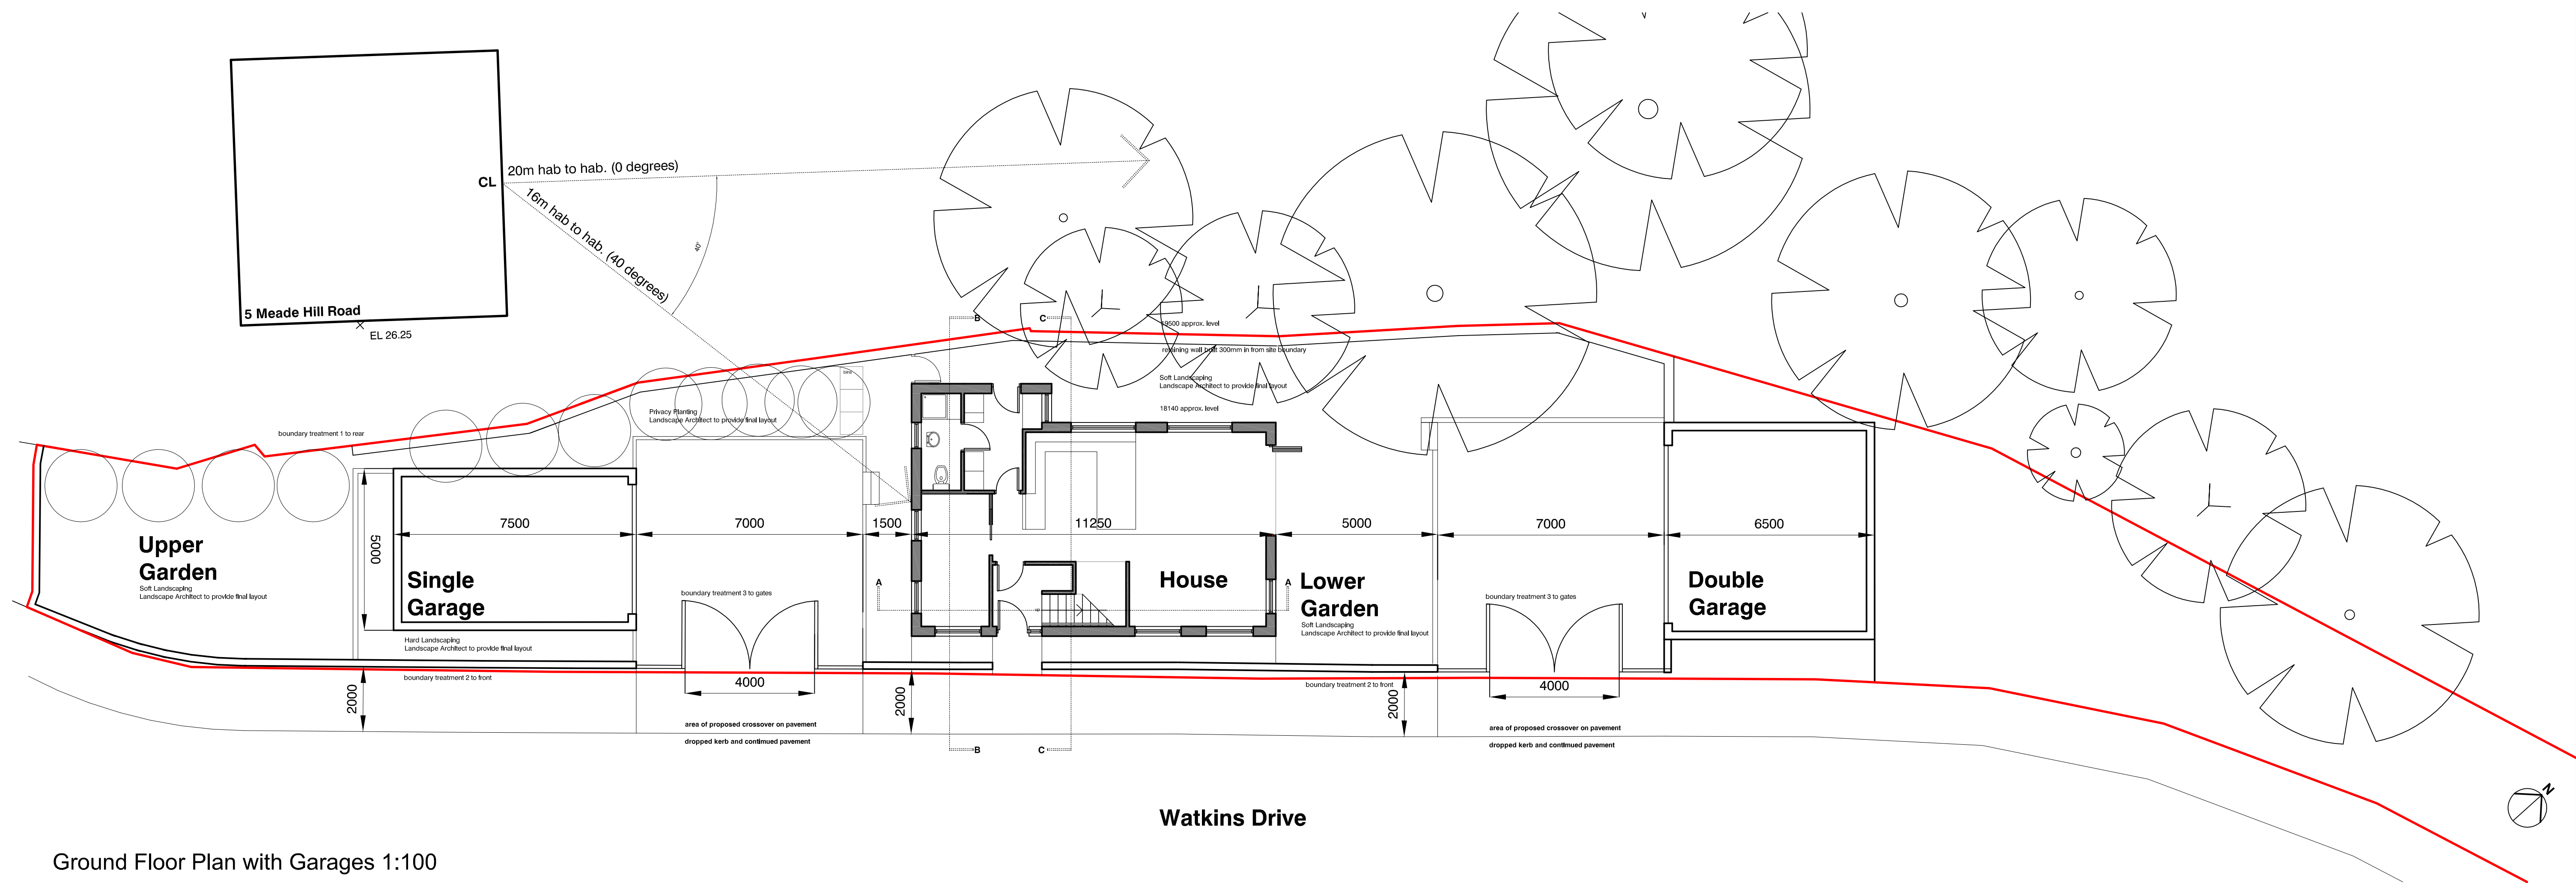 20m hab to hab. (0 degrees)
CL
16m hab to hab. (40 degrees)
40°
5 Meade Hill Road
EL 26.25
B
C
19500 approx. level
retaining wall built 300mm in from site boundary
Soft Landscaping
Landscape Architect to provide final layout
18140 approx. level
Privacy Planting
Landscape Architect to provide final layout
boundary treatment 1 to rear
7500
7000
1500
11250
5000
7000
6500
5000
Upper
Garden
Soft Landscaping
Landscape Architect to provide final layout
Single
Garage
Hard Landscaping
Landscape Architect to provide final layout
boundary treatment 3 to gates
A
House
A
Lower
Garden
Soft Landscaping
Landscape Architect to provide final layout
boundary treatment 3 to gates
Double
Garage
boundary treatment 2 to front
boundary treatment 2 to front
2000
4000
2000
2000
4000
area of proposed crossover on pavement
dropped kerb and continued pavement
area of proposed crossover on pavement
dropped kerb and continued pavement
B
C
N
Watkins Drive
Ground Floor Plan with Garages 1:100